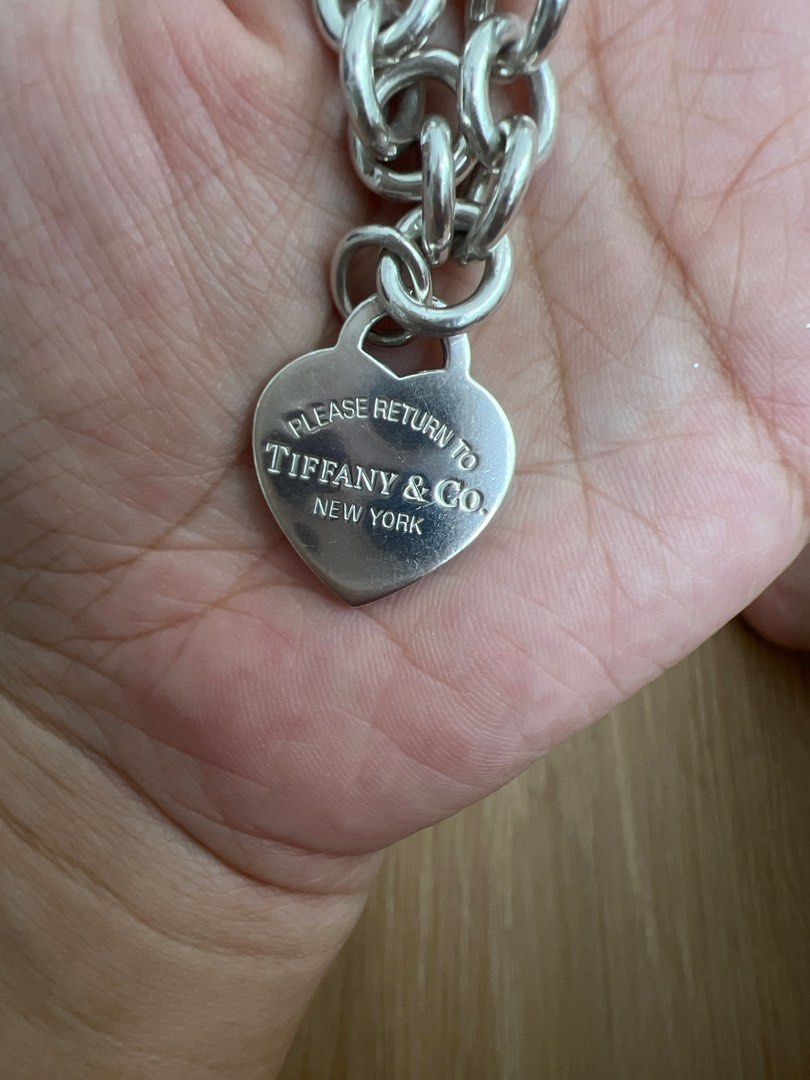 PLEASE RETURN TO
TIFFANY & CO.
NEW YORK